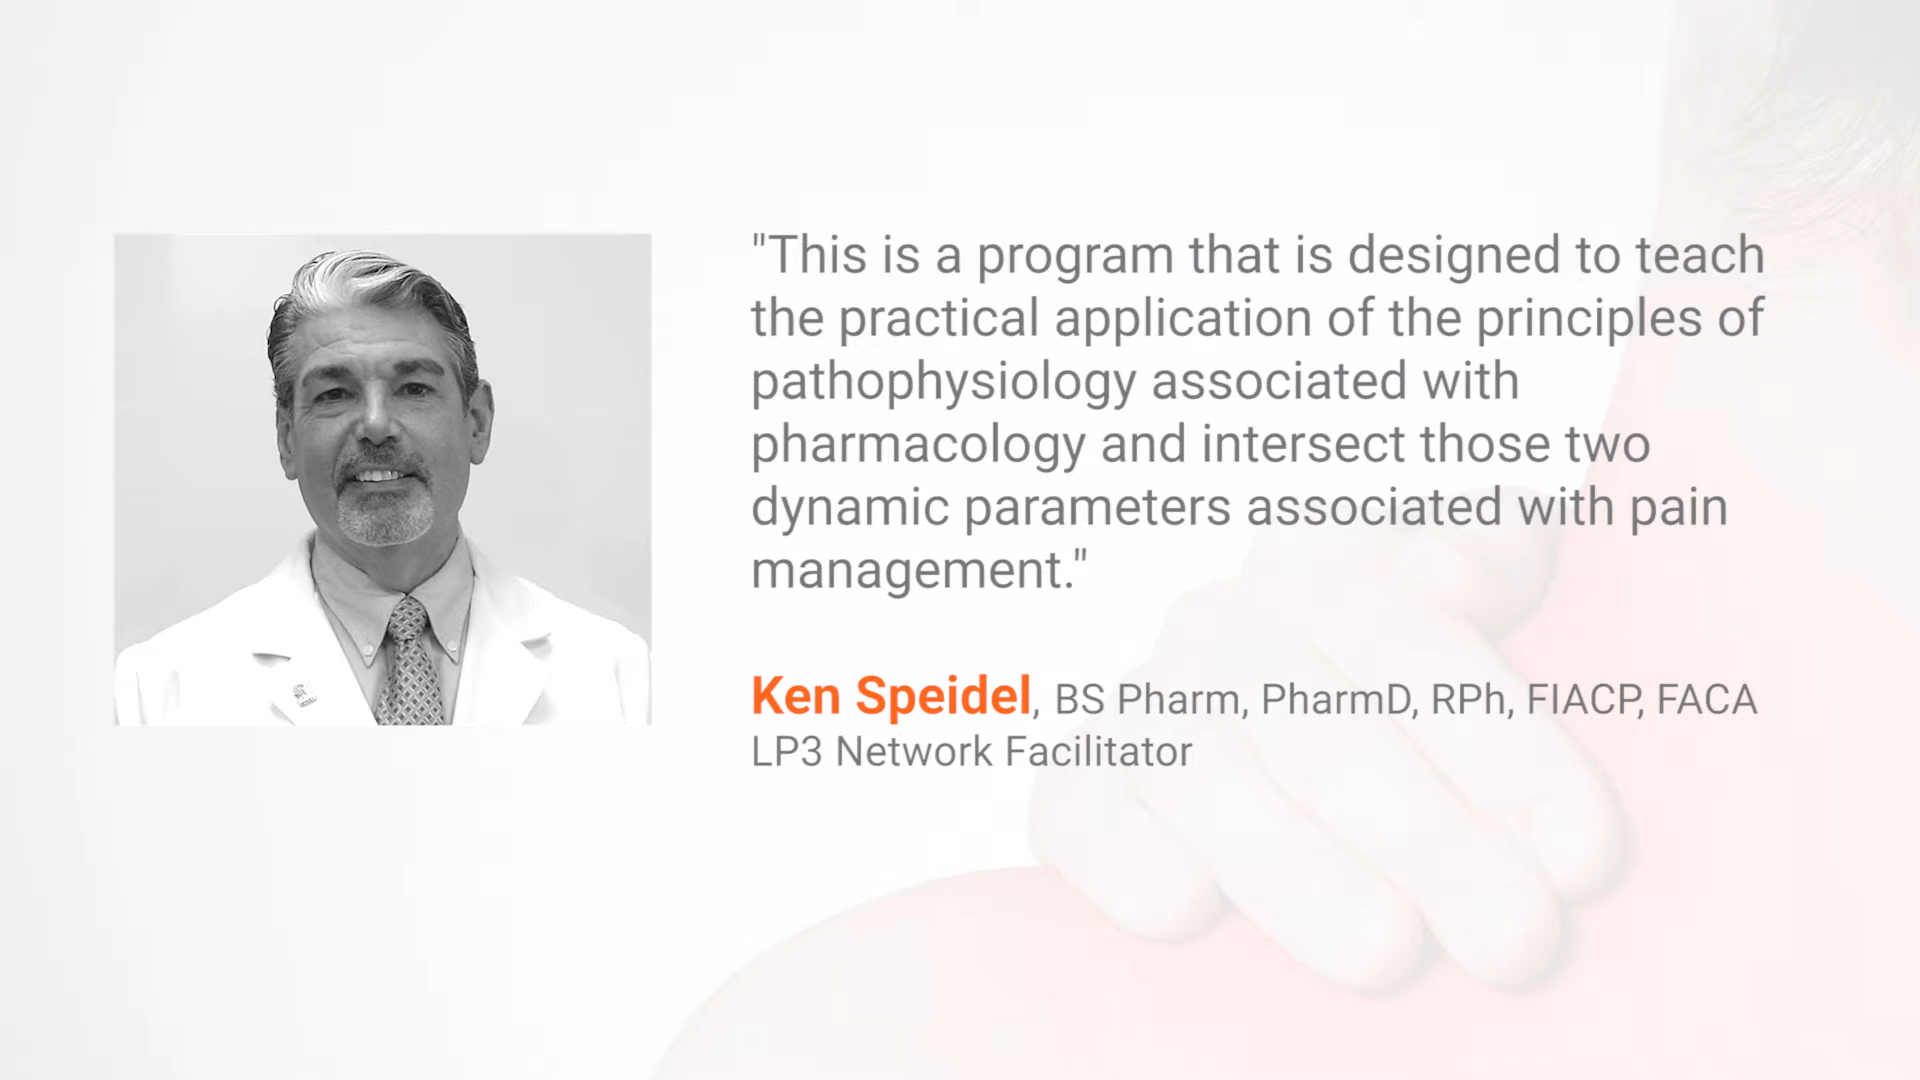 "This is a program that is designed to teach
the practical application of the principles of
pathophysiology associated with
pharmacology and intersect those two
dynamic parameters associated with pain
management."
Ken Speidel, BS Pharm, PharmD, RPh, FIACP, FACA
LP3 Network Facilitator